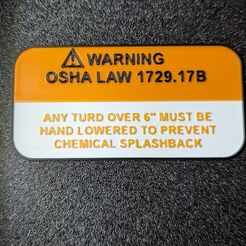 WARNING
OSHA LAW 1729.17B
ANY TURD OVER 6" MUST BE
HAND LOWERED TO PREVENT
CHEMICAL SPLASHBACK